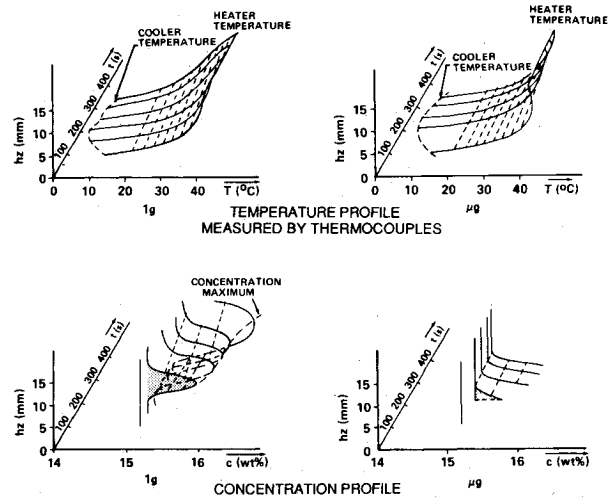 HEATER
TEMPERATURE
COOLER
TEMPERATURE
t (s)
400
300
200
100
hz (mm)
15
10
5
0
0 10 20 30 40 T (°C)
1g
HEATER
TEMPERATURE
COOLER
TEMPERATURE
t (s)
400
300
200
100
hz (mm)
15
10
5
0
0 10 20 30 40 T (°C)
µg
TEMPERATURE PROFILE
MEASURED BY THERMOCOUPLES
CONCENTRATION
MAXIMUM
t (s)
400
300
200
100
hz (mm)
15
10
5
0
14 15 16 c (wt%)
1g
t (s)
400
300
200
100
hz (mm)
15
10
5
0
14 15 16 c (wt%)
µg
CONCENTRATION PROFILE